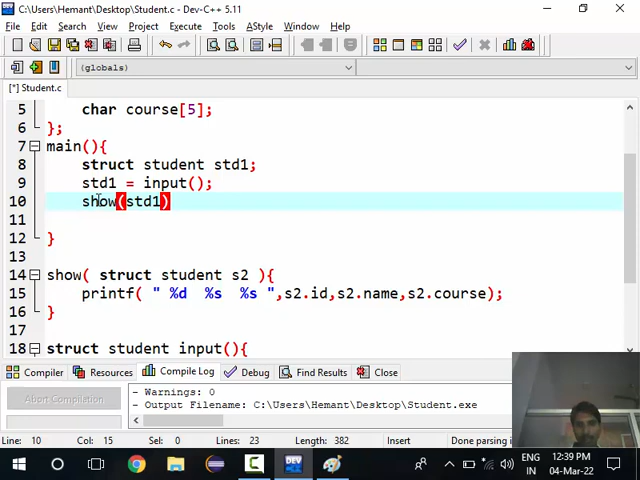 C:\Users\Hemant\Desktop\Student.c - Dev-C++ 5.11
File Edit Search View Project Execute Tools AStyle Window Help
(globals)
[*] Student.c
5 char course[5];
6 };
7 main(){
8 struct student std1;
9 std1 = input();
10 show(std1)
11
12 }
13
14 show( struct student s2 ){
15 printf( " %d %s %s ",s2.id,s2.name,s2.course);
16 }
17
18 struct student input(){
Compiler Resources Compile Log Debug Find Results Close
Abort Compilation
- Warnings: 0
- Output Filename: C:\Users\Hemant\Desktop\Student.exe
Line: 10 Col: 15 Sel: 0 Lines: 23 Length: 382 Insert Done parsing i
ENG 12:39 PM
IN 04-Mar-22